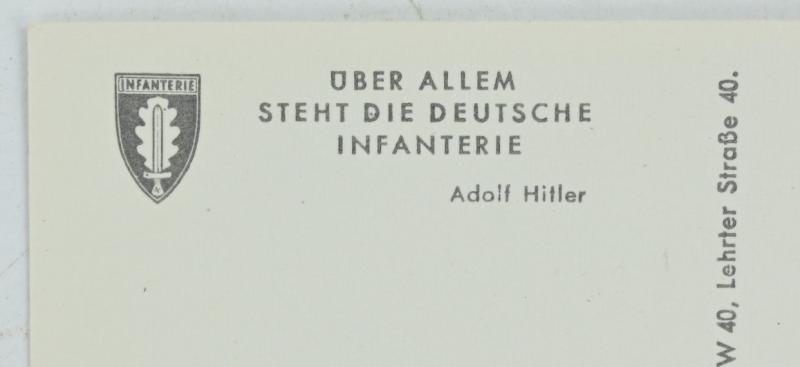 INFANTERIE
ÜBER ALLEM
STEHT DIE DEUTSCHE
INFANTERIE
Adolf Hitler
W 40, Lehrter Straße 40.